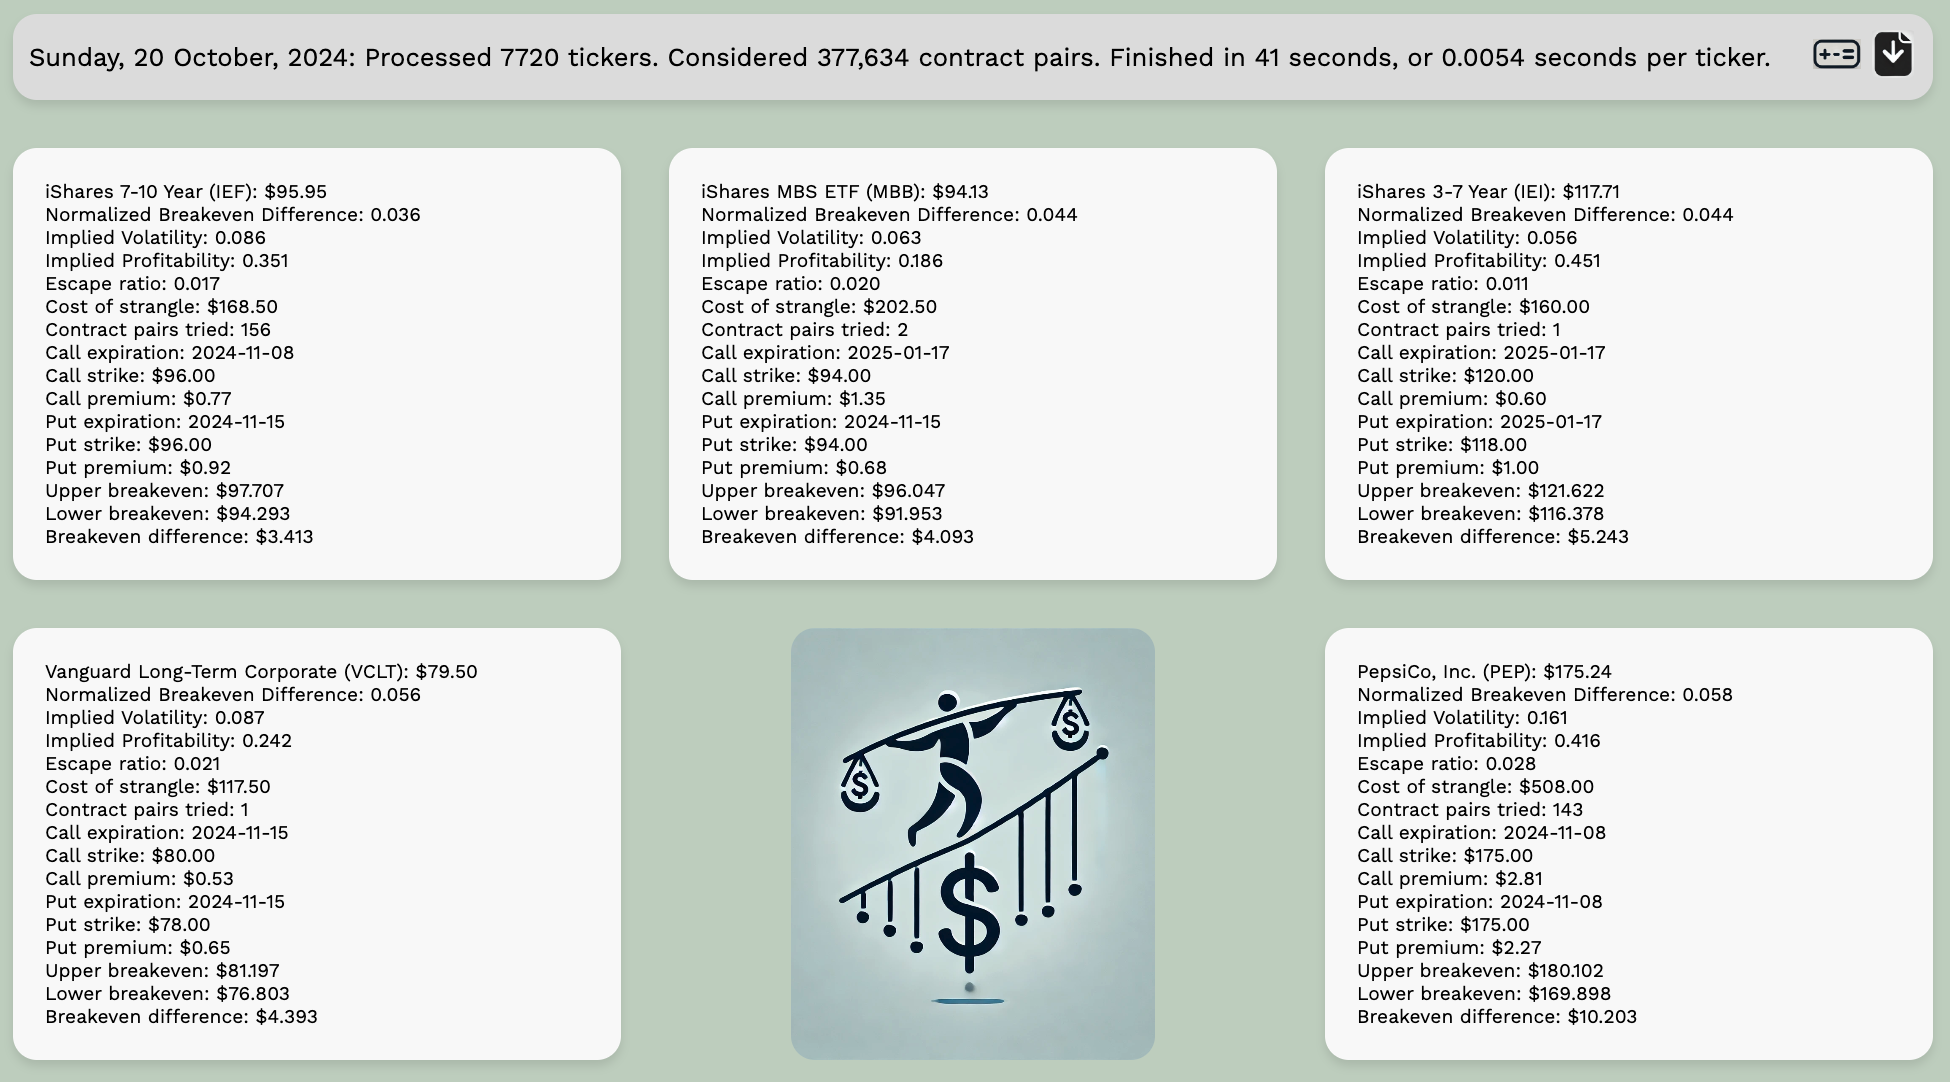 Sunday, 20 October, 2024: Processed 7720 tickers. Considered 377,634 contract pairs. Finished in 41 seconds, or 0.0054 seconds per ticker.
iShares 7-10 Year (IEF): $95.95
Normalized Breakeven Difference: 0.036
Implied Volatility: 0.086
Implied Profitability: 0.351
Escape ratio: 0.017
Cost of strangle: $168.50
Contract pairs tried: 156
Call expiration: 2024-11-08
Call strike: $96.00
Call premium: $0.77
Put expiration: 2024-11-15
Put strike: $96.00
Put premium: $0.92
Upper breakeven: $97.707
Lower breakeven: $94.293
Breakeven difference: $3.413
iShares MBS ETF (MBB): $94.13
Normalized Breakeven Difference: 0.044
Implied Volatility: 0.063
Implied Profitability: 0.186
Escape ratio: 0.020
Cost of strangle: $202.50
Contract pairs tried: 2
Call expiration: 2025-01-17
Call strike: $94.00
Call premium: $1.35
Put expiration: 2024-11-15
Put strike: $94.00
Put premium: $0.68
Upper breakeven: $96.047
Lower breakeven: $91.953
Breakeven difference: $4.093
iShares 3-7 Year (IEI): $117.71
Normalized Breakeven Difference: 0.044
Implied Volatility: 0.056
Implied Profitability: 0.451
Escape ratio: 0.011
Cost of strangle: $160.00
Contract pairs tried: 1
Call expiration: 2025-01-17
Call strike: $120.00
Call premium: $0.60
Put expiration: 2025-01-17
Put strike: $118.00
Put premium: $1.00
Upper breakeven: $121.622
Lower breakeven: $116.378
Breakeven difference: $5.243
Vanguard Long-Term Corporate (VCLT): $79.50
Normalized Breakeven Difference: 0.056
Implied Volatility: 0.087
Implied Profitability: 0.242
Escape ratio: 0.021
Cost of strangle: $117.50
Contract pairs tried: 1
Call expiration: 2024-11-15
Call strike: $80.00
Call premium: $0.53
Put expiration: 2024-11-15
Put strike: $78.00
Put premium: $0.65
Upper breakeven: $81.197
Lower breakeven: $76.803
Breakeven difference: $4.393
$
$
$
PepsiCo, Inc. (PEP): $175.24
Normalized Breakeven Difference: 0.058
Implied Volatility: 0.161
Implied Profitability: 0.416
Escape ratio: 0.028
Cost of strangle: $508.00
Contract pairs tried: 143
Call expiration: 2024-11-08
Call strike: $175.00
Call premium: $2.81
Put expiration: 2024-11-08
Put strike: $175.00
Put premium: $2.27
Upper breakeven: $180.102
Lower breakeven: $169.898
Breakeven difference: $10.203